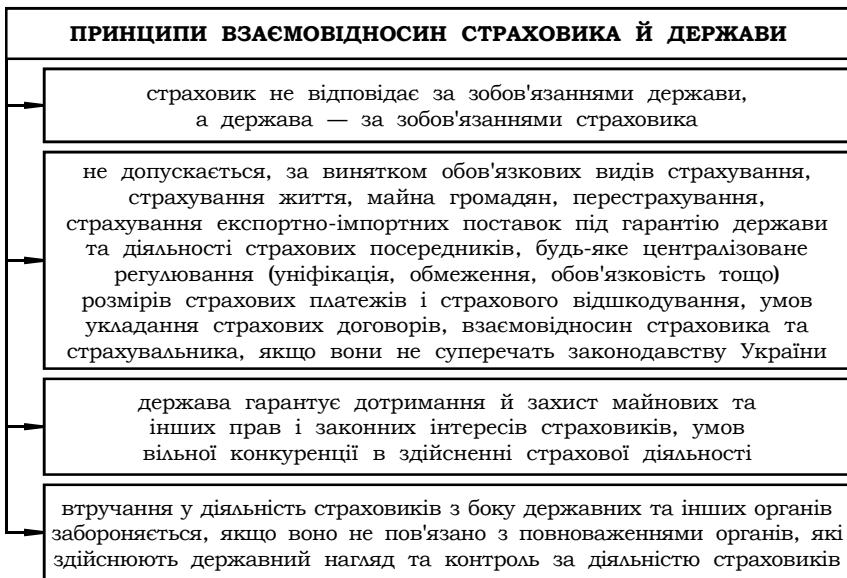 ПРИНЦИПИ ВЗАЄМОВІДНОСИН СТРАХОВИКА Й ДЕРЖАВИ
страховик не відповідає за зобов'язаннями держави,
а держава — за зобов'язаннями страховика
не допускається, за винятком обов'язкових видів страхування,
страхування життя, майна громадян, перестрахування,
страхування експортно-імпортних поставок під гарантію держави
та діяльності страхових посередників, будь-яке централізоване
регулювання (уніфікація, обмеження, обов'язковість тощо)
розмірів страхових платежів і страхового відшкодування, умов
укладання страхових договорів, взаємовідносин страховика та
страхувальника, якщо вони не суперечать законодавству України
держава гарантує дотримання й захист майнових та
інших прав і законних інтересів страховиків, умов
вільної конкуренції в здійсненні страхової діяльності
втручання у діяльність страховиків з боку державних та інших органів
забороняється, якщо воно не пов'язано з повноваженнями органів, які
здійснюють державний нагляд та контроль за діяльністю страховиків